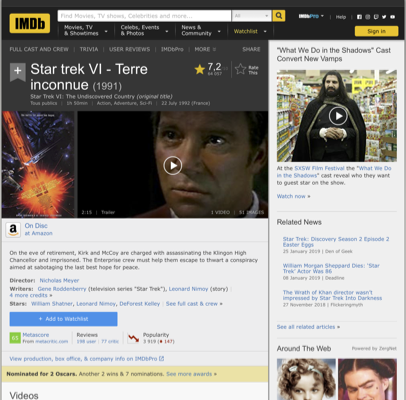 IMDb
Find Movies, TV shows, Celebrities and more...
All
IMDbPro
Help
Movies, TV & Showtimes
Celebs, Events & Photos
News & Community
Watchlist
Sign in
FULL CAST AND CREW | TRIVIA | USER REVIEWS | IMDbPro | MORE
SHARE
Star trek VI - Terre inconnue (1991)
7,2
Rate This
Star Trek VI: The Undiscovered Country (original title)
Tous publics | 1h 50min | Action, Adventure, Sci-Fi | 22 July 1992 (France)
2:15 | Trailer
1 VIDEO | 51 IMAGES
On Disc
at Amazon
On the eve of retirement, Kirk and McCoy are charged with assassinating the Klingon High
Chancellor and imprisoned. The Enterprise crew must help them escape to thwart a conspiracy
aimed at sabotaging the last best hope for peace.
Director: Nicholas Meyer
Writers: Gene Roddenberry (television series "Star Trek"), Leonard Nimoy (story) |
4 more credits »
Stars: William Shatner, Leonard Nimoy, DeForest Kelley | See full cast & crew »
+ Add to Watchlist
Metascore
From metacritic.com
Reviews
198 user | 77 critic
Popularity
View production, box office, & company info on IMDbPro
Nominated for 2 Oscars. Another 2 wins & 7 nominations. See more awards »
Videos
"What We Do in the Shadows" Cast
Convert New Vamps
At the SXSW Film Festival the "What We Do
in the Shadows" cast reveal who they want
to guest star on the show.
Watch now »
Related News
Star Trek: Discovery Season 2 Episode 2
Easter Eggs
25 January 2019 | Den of Geek
William Morgan Sheppard Dies: 'Star
Trek' Actor Was 86
08 January 2019 | Deadline
The Wrath of Khan director wasn't
impressed by Star Trek Into Darkness
27 November 2018 | Flickeringmyth
See all related articles »
Around The Web
Powered by ZergNet